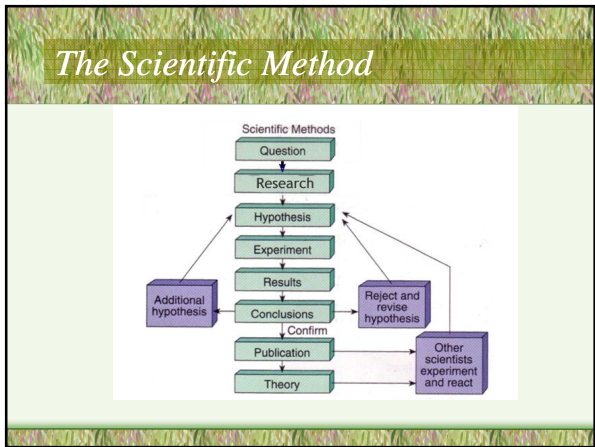 The Scientific Method
Scientific Methods
Question
Research
Hypothesis
Experiment
Results
Additional
hypothesis
Conclusions
Reject and
revise
hypothesis
Confirm
Publication
Theory
Other
scientists
experiment
and react